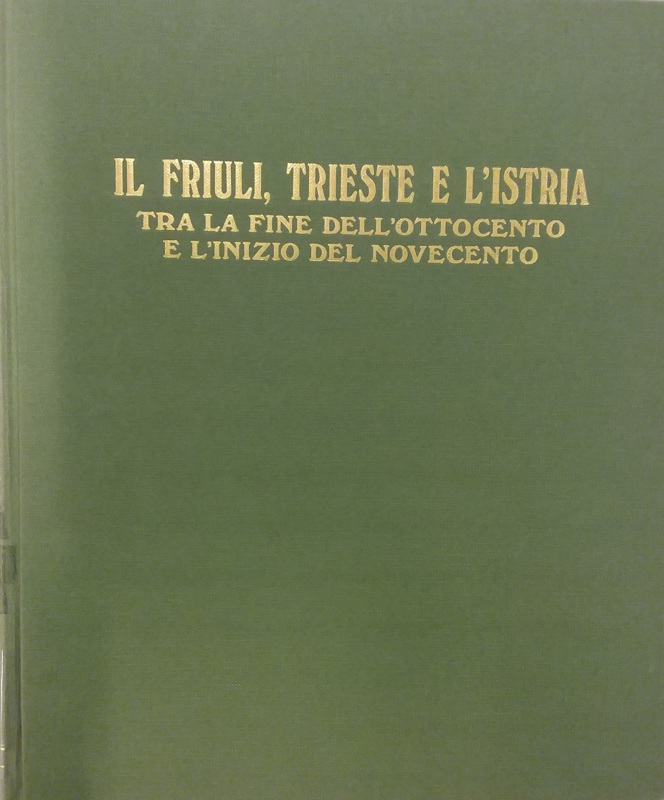 IL FRIULI, TRIESTE E L'ISTRIA
TRA LA FINE DELL'OTTOCENTO
E L'INIZIO DEL NOVECENTO